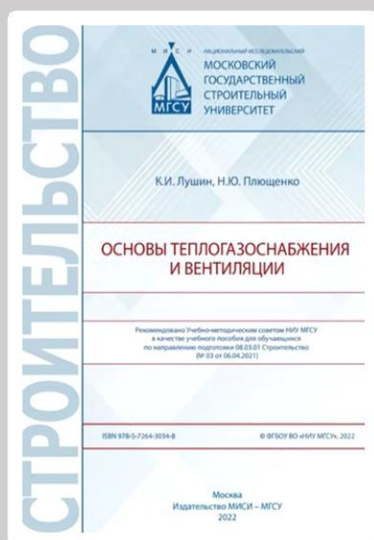 СТРОИТЕЛЬСТВО
МИСИ
НАЦИОНАЛЬНЫЙ ИССЛЕДОВАТЕЛЬСКИЙ
МОСКОВСКИЙ
ГОСУДАРСТВЕННЫЙ
СТРОИТЕЛЬНЫЙ
УНИВЕРСИТЕТ
МГСУ
К.И. Лушин, Н.Ю. Плющенко
ОСНОВЫ ТЕПЛОГАЗОСНАБЖЕНИЯ
И ВЕНТИЛЯЦИИ
Рекомендовано Учебно-методическим советом НИУ МГСУ
в качестве учебного пособия для обучающихся
по направлению подготовки 08.03.01 Строительство
(№ 03 от 06.04.2021)
ISBN 978-5-7264-3034-8
© ФГБОУ ВО «НИУ МГСУ», 2022
Москва
Издательство МИСИ – МГСУ
2022